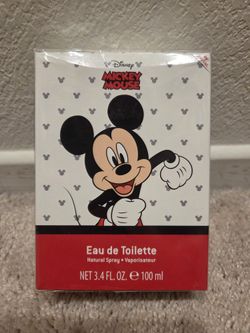 Disney
MICKEY
MOUSE
Eau de Toilette
Natural Spray • Vaporisateur
NET 3.4 FL. OZ. ℮ 100 ml